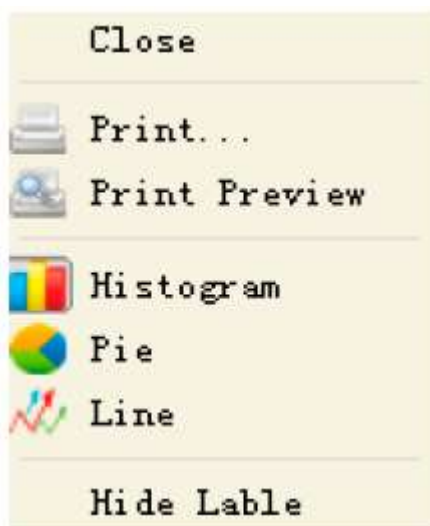 Close
Print...
Print Preview
Histogram
Pie
Line
Hide Lable